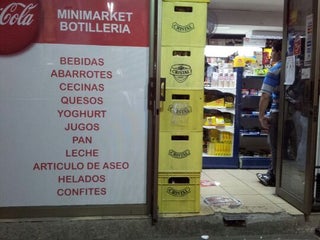 Cola
MINIMARKET
BOTILLERIA
BEBIDAS
ABARROTES
CECINAS
QUESOS
YOGHURT
JUGOS
PAN
LECHE
ARTICULO DE ASEO
HELADOS
CONFITES
CRISTAL
CRISTAL
CRISTAL
CRISTAL
CRISTAL
CRISTAL